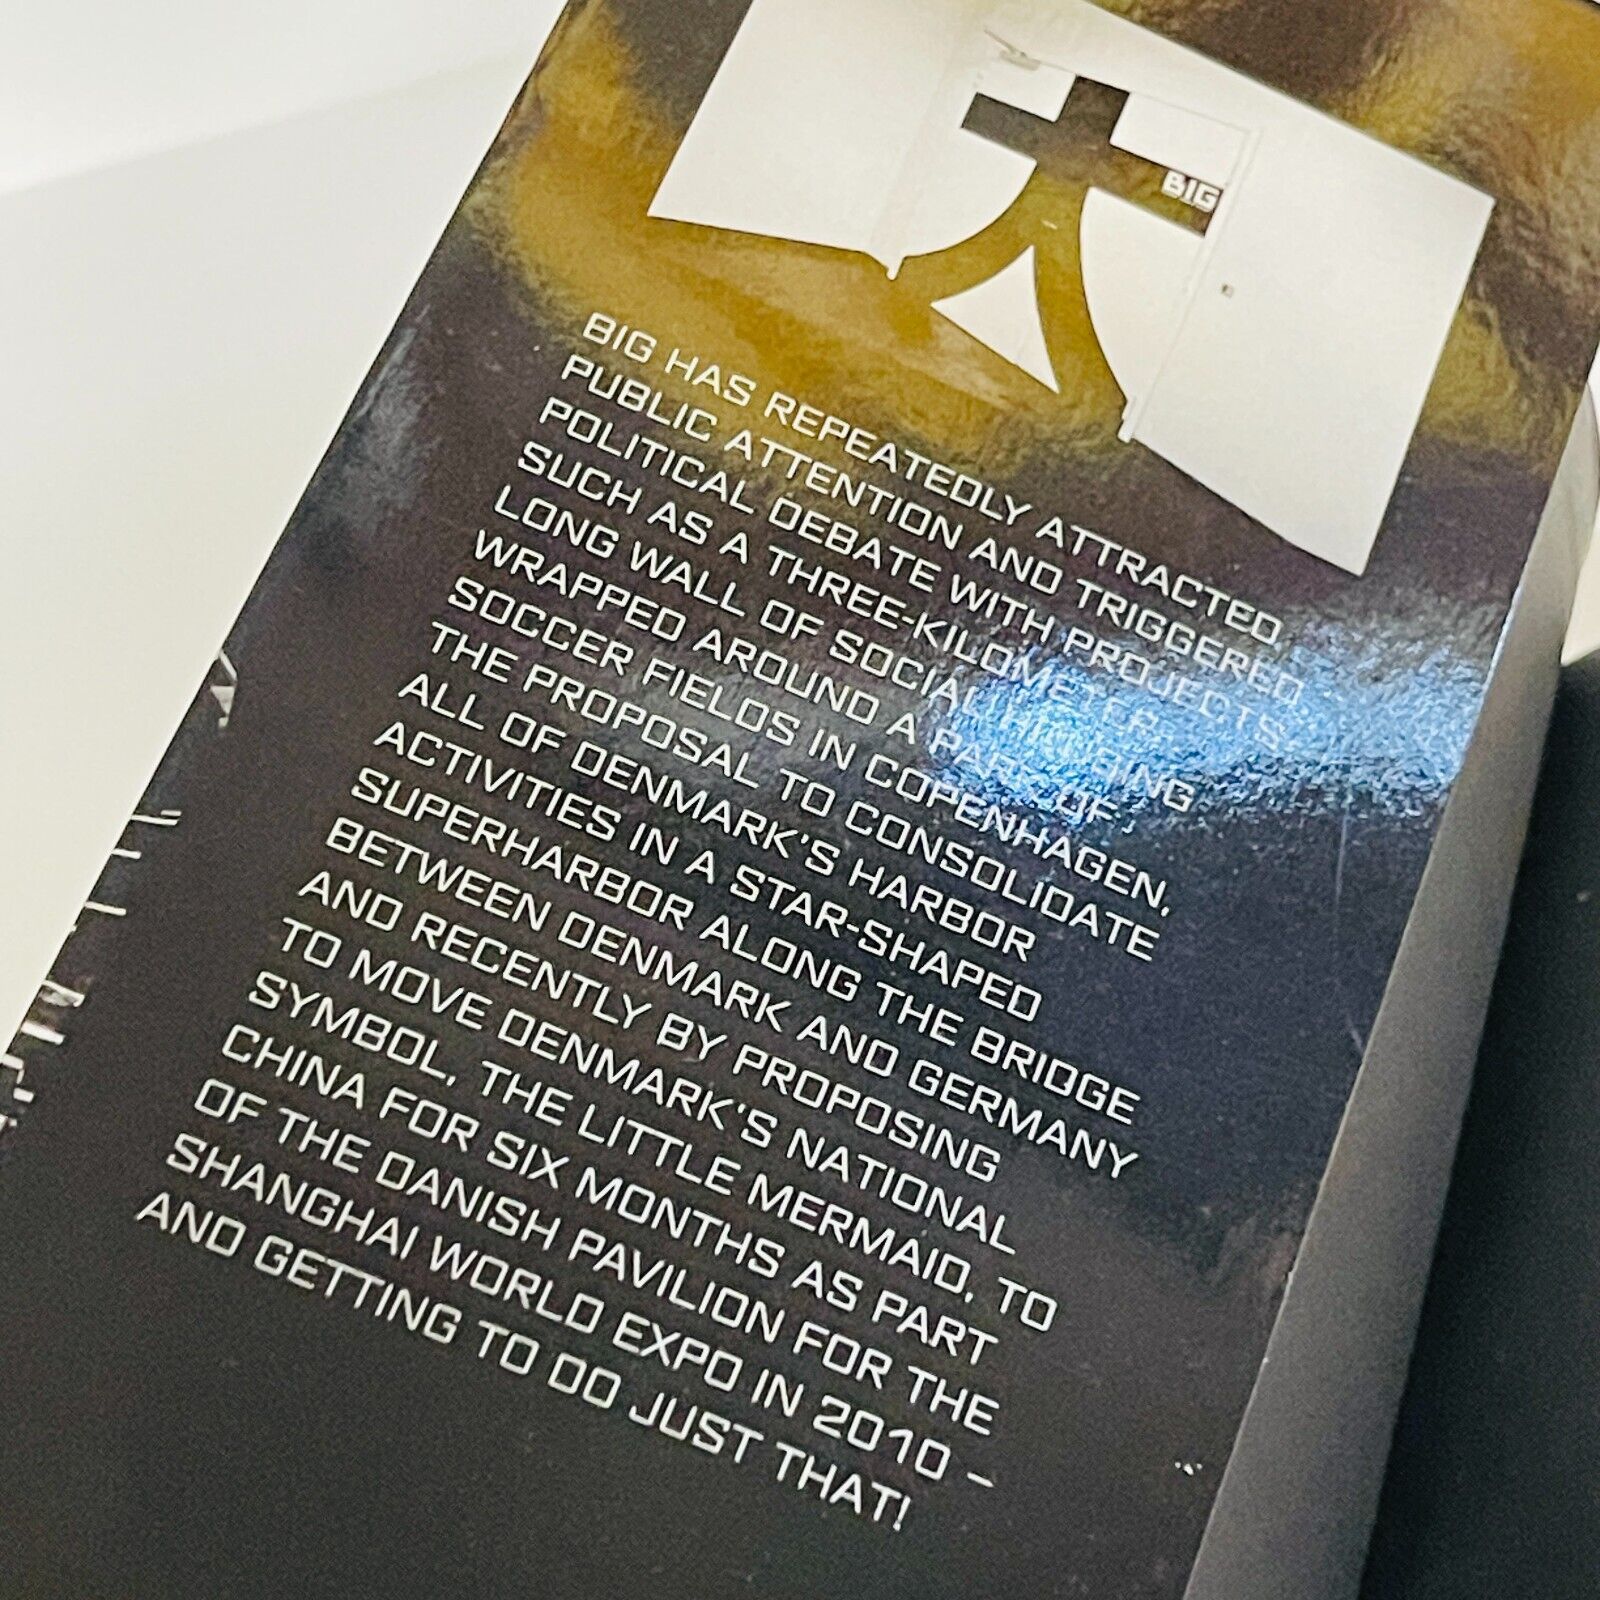 BIG
BIG HAS REPEATEDLY ATTRACTED
PUBLIC ATTENTION AND TRIGGERED
POLITICAL DEBATE WITH PROJECTS
SUCH AS A THREE-KILOMETER-
LONG WALL OF SOCIAL HOUSING
WRAPPED AROUND A PARK OF
SOCCER FIELDS IN COPENHAGEN,
THE PROPOSAL TO CONSOLIDATE
ALL OF DENMARK'S HARBOR
ACTIVITIES IN A STAR-SHAPED
SUPERHARBOR ALONG THE BRIDGE
BETWEEN DENMARK AND GERMANY
AND RECENTLY BY PROPOSING
TO MOVE DENMARK'S NATIONAL
SYMBOL, THE LITTLE MERMAID, TO
CHINA FOR SIX MONTHS AS PART
OF THE DANISH PAVILION FOR THE
SHANGHAI WORLD EXPO IN 2010 –
AND GETTING TO DO JUST THAT!